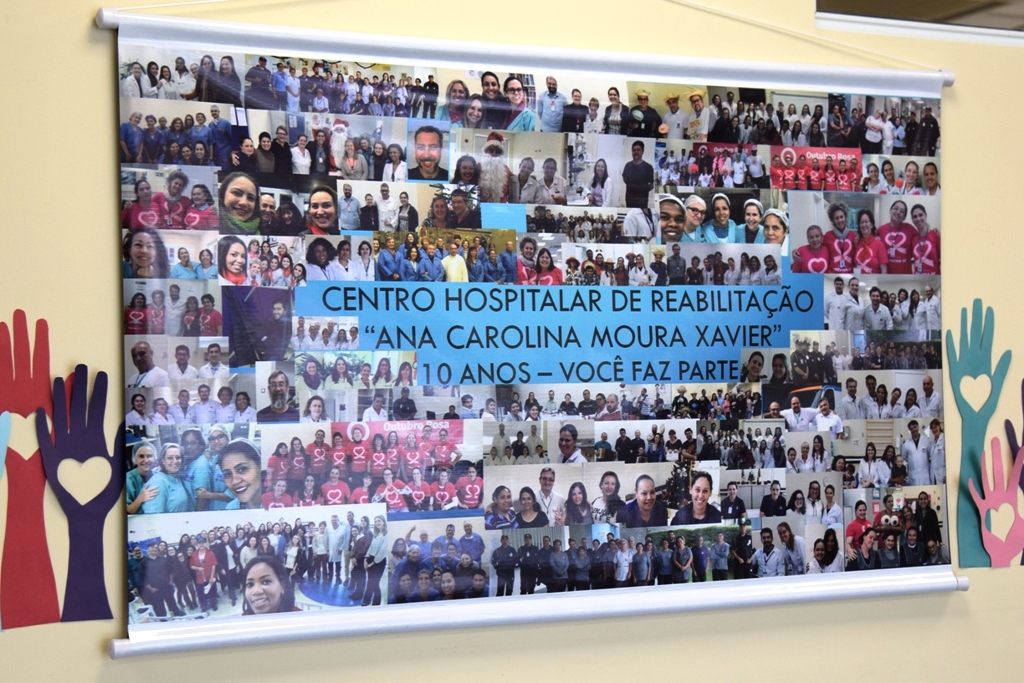 Outubro Rosa
CENTRO HOSPITALAR DE REABILITAÇÃO
“ANA CAROLINA MOURA XAVIER”
10 ANOS – VOCÊ FAZ PARTE
Outubro Rosa